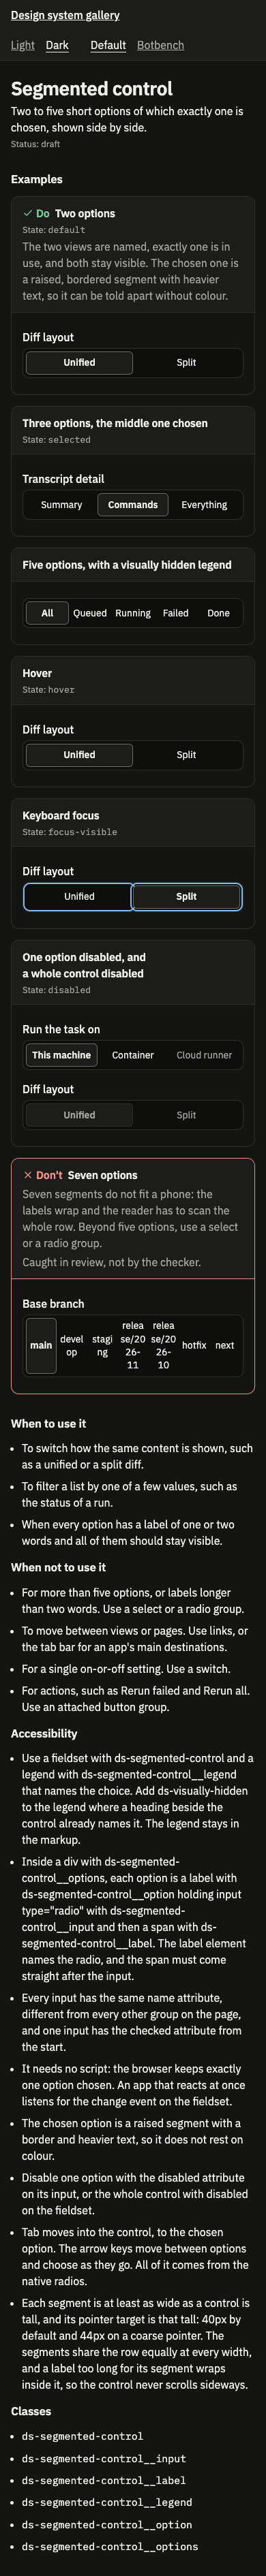 Design system gallery
Light Dark Default Botbench
Segmented control
Two to five short options of which exactly one is
chosen, shown side by side.
Status: draft
Examples
Do Two options
State: default
The two views are named, exactly one is in
use, and both stay visible. The chosen one is
a raised, bordered segment with heavier
text, so it can be told apart without colour.
Diff layout
Unified Split
Three options, the middle one chosen
State: selected
Transcript detail
Summary Commands Everything
Five options, with a visually hidden legend
All Queued Running Failed Done
Hover
State: hover
Diff layout
Unified Split
Keyboard focus
State: focus-visible
Diff layout
Unified Split
One option disabled, and
a whole control disabled
State: disabled
Run the task on
This machine Container Cloud runner
Diff layout
Unified Split
Don't Seven options
Seven segments do not fit a phone: the
labels wrap and the reader has to scan the
whole row. Beyond five options, use a select
or a radio group.
Caught in review, not by the checker.
Base branch
main
devel
op
stagi
ng
relea
se/20
26-
11
relea
se/20
26-
10
hotfix
next
When to use it
• To switch how the same content is shown, such
as a unified or a split diff.
• To filter a list by one of a few values, such as
the status of a run.
• When every option has a label of one or two
words and all of them should stay visible.
When not to use it
• For more than five options, or labels longer
than two words. Use a select or a radio group.
• To move between views or pages. Use links, or
the tab bar for an app's main destinations.
• For a single on-or-off setting. Use a switch.
• For actions, such as Rerun failed and Rerun all.
Use an attached button group.
Accessibility
• Use a fieldset with ds-segmented-control and a
legend with ds-segmented-control__legend
that names the choice. Add ds-visually-hidden
to the legend where a heading beside the
control already names it. The legend stays in
the markup.
• Inside a div with ds-segmented-
control__options, each option is a label with
ds-segmented-control__option holding input
type="radio" with ds-segmented-
control__input and then a span with ds-
segmented-control__label. The label element
names the radio, and the span must come
straight after the input.
• Every input has the same name attribute,
different from every other group on the page,
and one input has the checked attribute from
the start.
• It needs no script: the browser keeps exactly
one option chosen. An app that reacts at once
listens for the change event on the fieldset.
• The chosen option is a raised segment with a
border and heavier text, so it does not rest on
colour.
• Disable one option with the disabled attribute
on its input, or the whole control with disabled
on the fieldset.
• Tab moves into the control, to the chosen
option. The arrow keys move between options
and choose as they go. All of it comes from the
native radios.
• Each segment is at least as wide as a control is
tall, and its pointer target is that tall: 40px by
default and 44px on a coarse pointer. The
segments share the row equally at every width,
and a label too long for its segment wraps
inside it, so the control never scrolls sideways.
Classes
• ds-segmented-control
• ds-segmented-control__input
• ds-segmented-control__label
• ds-segmented-control__legend
• ds-segmented-control__option
• ds-segmented-control__options